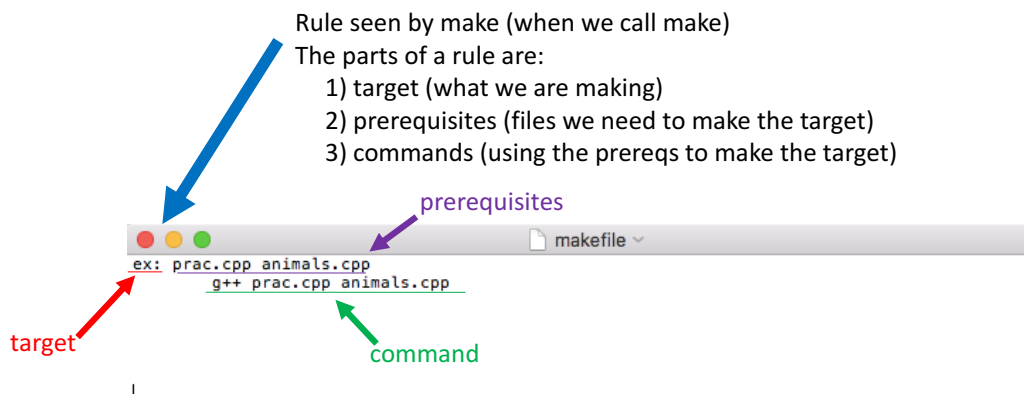 Rule seen by make (when we call make)
The parts of a rule are:
1) target (what we are making)
2) prerequisites (files we need to make the target)
3) commands (using the prereqs to make the target)
prerequisites
makefile
ex: prac.cpp animals.cpp
g++ prac.cpp animals.cpp
target
command